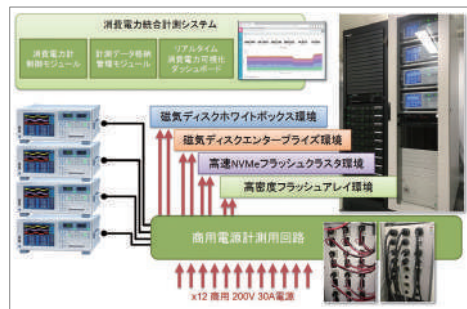 消費電力統合計測システム
消費電力計
制御モジュール
計測データ格納
管理モジュール
リアルタイム
消費電力可視化
ダッシュボード
磁気ディスクホワイトボックス環境
磁気ディスクエンタープライズ環境
高速NVMeフラッシュクラスタ環境
高密度フラッシュアレイ環境
商用電源計測用回路
x12 商用 200V 30A電源